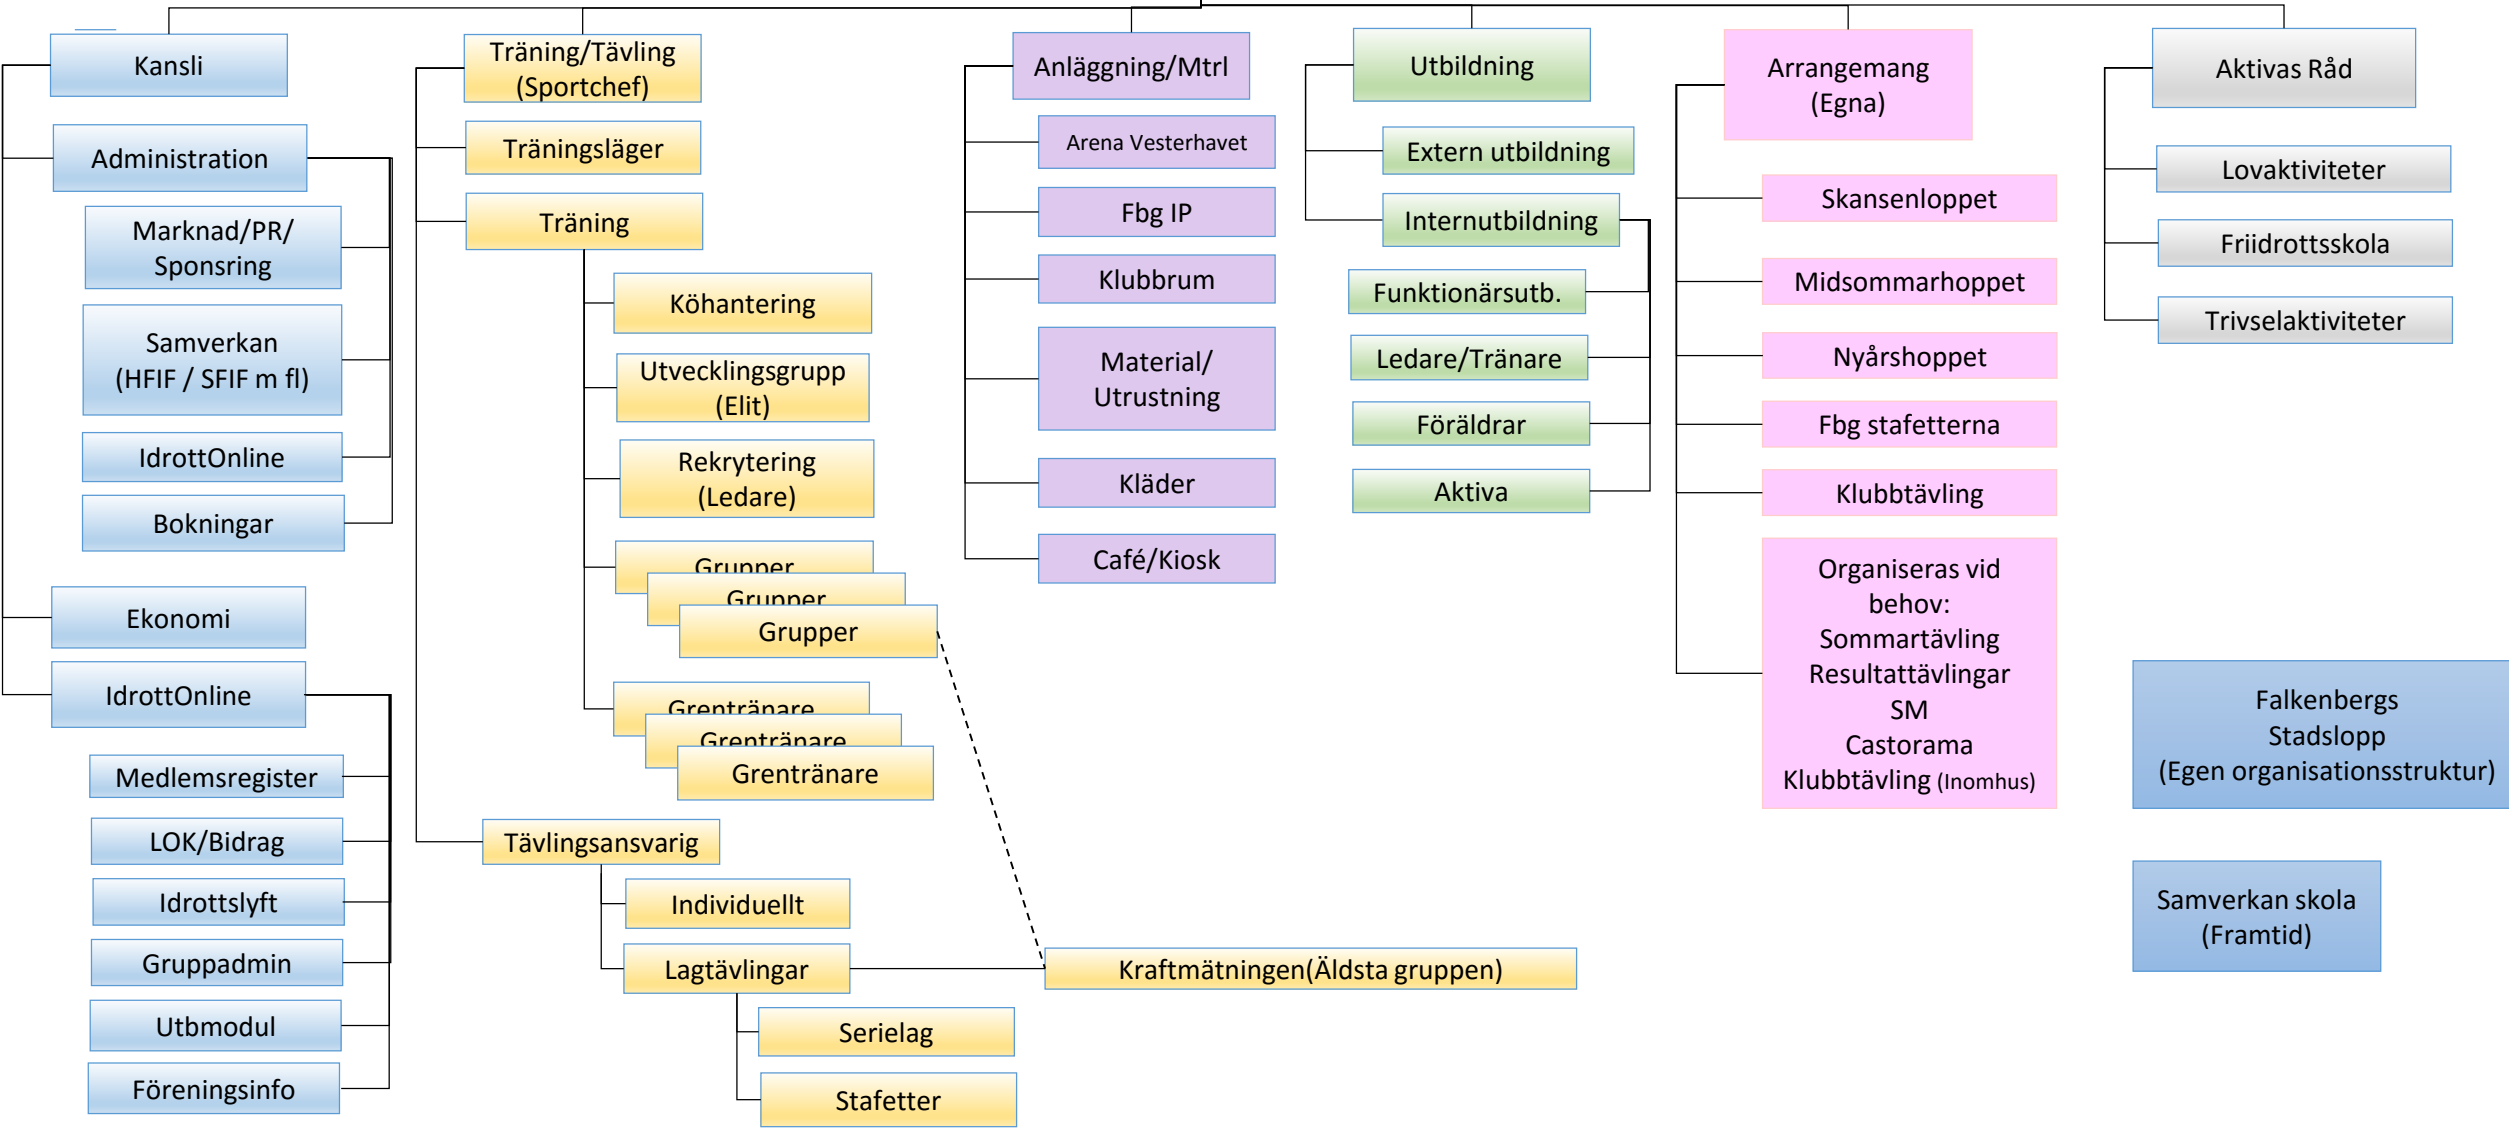 Kansli
Administration
Marknad/PR/
Sponsring
Samverkan
(HFIF / SFIF m fl)
IdrottOnline
Bokningar
Ekonomi
IdrottOnline
Medlemsregister
LOK/Bidrag
Idrottslyft
Gruppadmin
Utbmodul
Föreningsinfo
Träning/Tävling
(Sportchef)
Träningsläger
Träning
Köhantering
Utvecklingsgrupp
(Elit)
Rekrytering
(Ledare)
Grupper
Grupper
Grupper
Grentränare
Grentränare
Grentränare
Tävlingsansvarig
Individuellt
Lagtävlingar
Kraftmätningen(Äldsta gruppen)
Serielag
Stafetter
Anläggning/Mtrl
Arena Vesterhavet
Fbg IP
Klubbrum
Material/
Utrustning
Kläder
Café/Kiosk
Utbildning
Extern utbildning
Internutbildning
Funktionärsutb.
Ledare/Tränare
Föräldrar
Aktiva
Arrangemang
(Egna)
Skansenloppet
Midsommarhoppet
Nyårshoppet
Fbg stafetterna
Klubbtävling
Organiseras vid
behov:
Sommartävling
Resultattävlingar
SM
Castorama
Klubbtävling (Inomhus)
Aktivas Råd
Lovaktiviteter
Friidrottsskola
Trivselaktiviteter
Falkenbergs
Stadslopp
(Egen organisationsstruktur)
Samverkan skola
(Framtid)